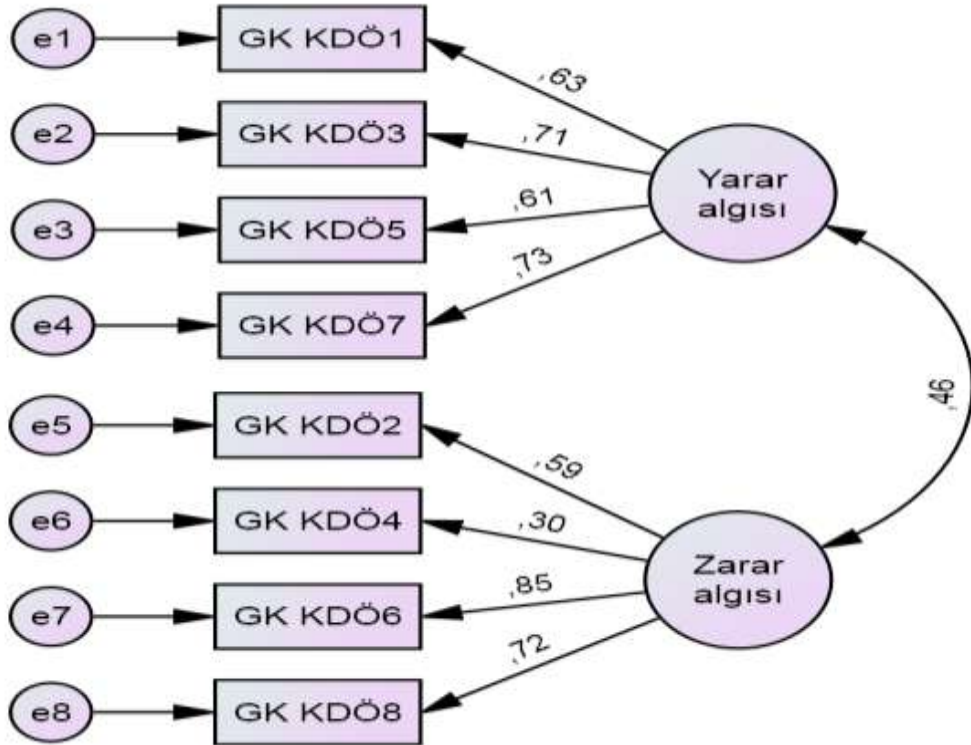 e1
GK KDÖ1
,63
e2
GK KDÖ3
,71
Yarar
algısı
e3
GK KDÖ5
,61
e4
GK KDÖ7
,73
,46
e5
GK KDÖ2
,59
e6
GK KDÖ4
,30
Zarar
algısı
e7
GK KDÖ6
,85
e8
GK KDÖ8
,72